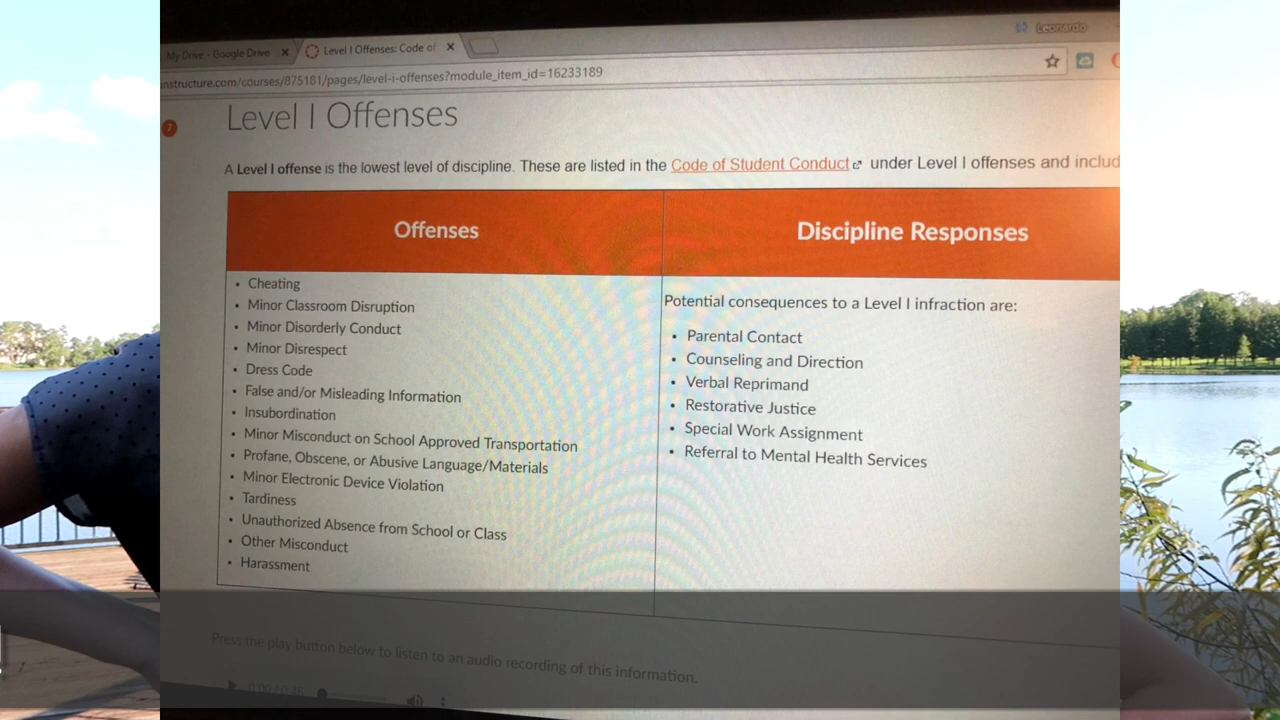 My Drive - Google Drive
Level I Offenses: Code of
Leonardo
nstructure.com/courses/875181/pages/level-i-offenses?module_item_id=16233189
7
Level I Offenses
A Level I offense is the lowest level of discipline. These are listed in the Code of Student Conduct under Level I offenses and includ
Offenses
Discipline Responses
• Cheating
• Minor Classroom Disruption
• Minor Disorderly Conduct
• Minor Disrespect
• Dress Code
• False and/or Misleading Information
• Insubordination
• Minor Misconduct on School Approved Transportation
• Profane, Obscene, or Abusive Language/Materials
• Minor Electronic Device Violation
• Tardiness
• Unauthorized Absence from School or Class
• Other Misconduct
• Harassment
Potential consequences to a Level I infraction are:
• Parental Contact
• Counseling and Direction
• Verbal Reprimand
• Restorative Justice
• Special Work Assignment
• Referral to Mental Health Services
Press the play button below to listen to an audio recording of this information.